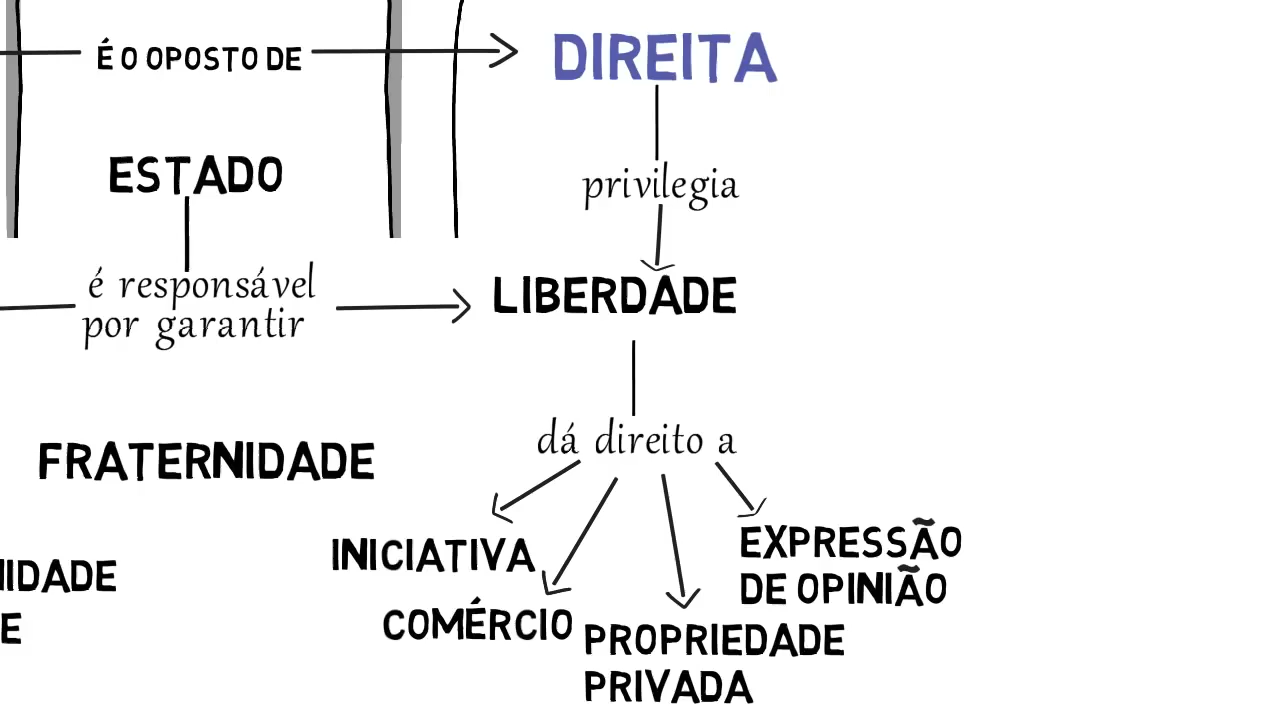 É O OPOSTO DE
DIREITA
ESTADO
privilegia
é responsável
por garantir
LIBERDADE
dá direito a
FRATERNIDADE
INICIATIVA
EXPRESSÃO
DE OPINIÃO
NIDADE
E
COMÉRCIO
PROPRIEDADE
PRIVADA